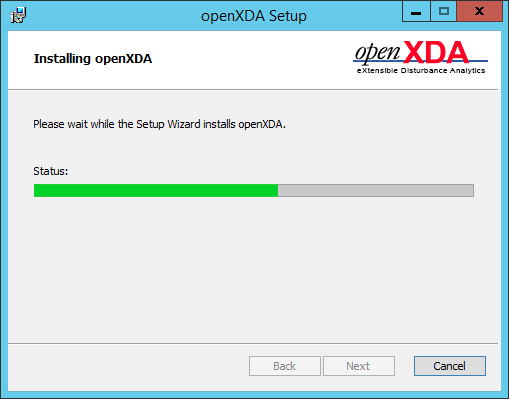 openXDA Setup
Installing openXDA
open XDA
eXtensible Disturbance Analytics
Please wait while the Setup Wizard installs openXDA.
Status:
Back Next Cancel